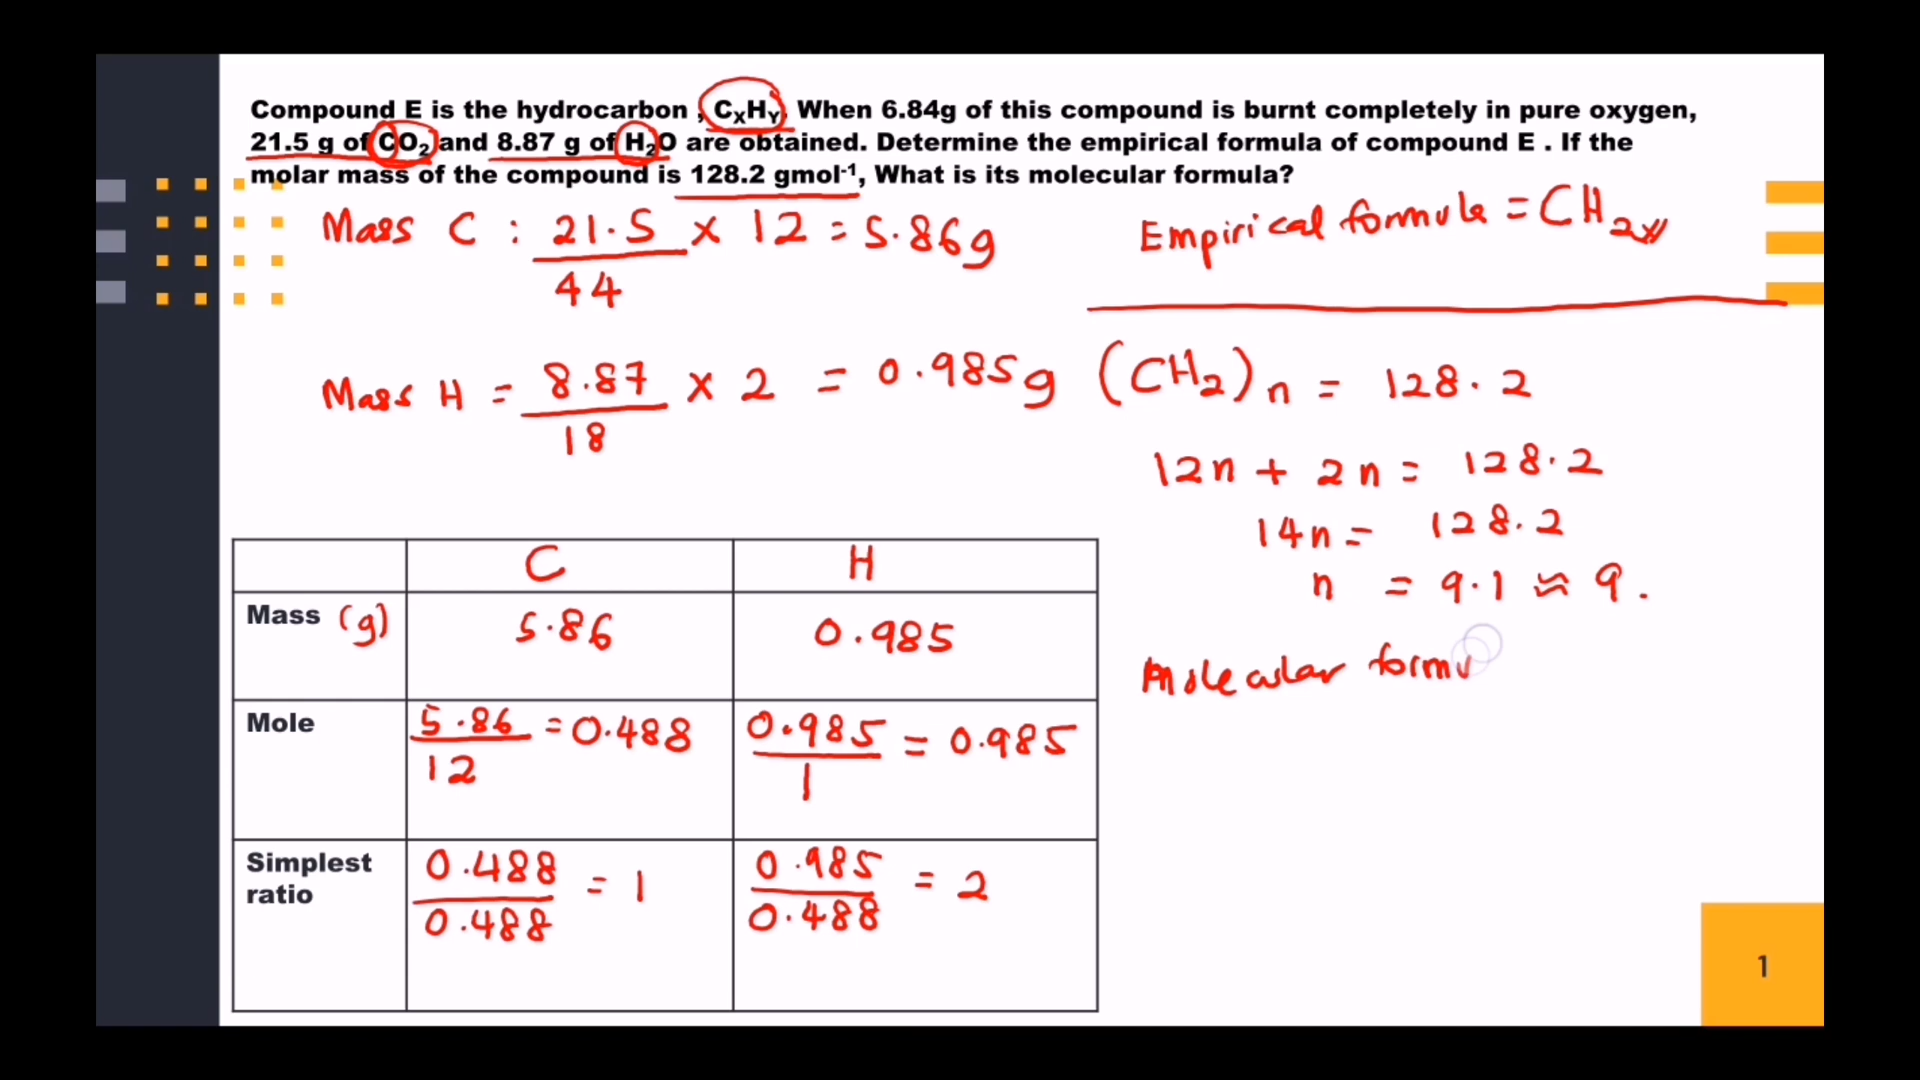 Compound E is the hydrocarbon , CxHY. When 6.84g of this compound is burnt completely in pure oxygen,
21.5 g of CO₂ and 8.87 g of H₂O are obtained. Determine the empirical formula of compound E . If the
molar mass of the compound is 128.2 gmol⁻¹, What is its molecular formula?
Mass C : 21.5/44 x 12 = 5.86g
Mass H = 8.87/18 x 2 = 0.985g
Empirical formula = CH₂
(CH₂)n = 128.2
12n + 2n = 128.2
14n = 128.2
n = 9.1 ≈ 9.
Molecular formu
C H
Mass (g) 5.86 0.985
Mole 5.86/12 = 0.488 0.985/1 = 0.985
Simplest ratio 0.488/0.488 = 1 0.985/0.488 = 2
1